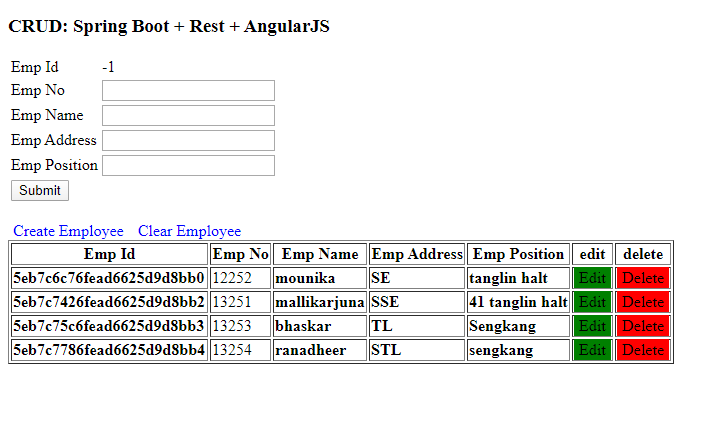 CRUD: Spring Boot + Rest + AngularJS
Emp Id -1
Emp No
Emp Name
Emp Address
Emp Position
Submit
Create Employee Clear Employee
Emp Id Emp No Emp Name Emp Address Emp Position edit delete
5eb7c6c76fead6625d9d8bb0 12252 mounika SE tanglin halt Edit Delete
5eb7c7426fead6625d9d8bb2 13251 mallikarjuna SSE 41 tanglin halt Edit Delete
5eb7c75c6fead6625d9d8bb3 13253 bhaskar TL Sengkang Edit Delete
5eb7c7786fead6625d9d8bb4 13254 ranadheer STL sengkang Edit Delete